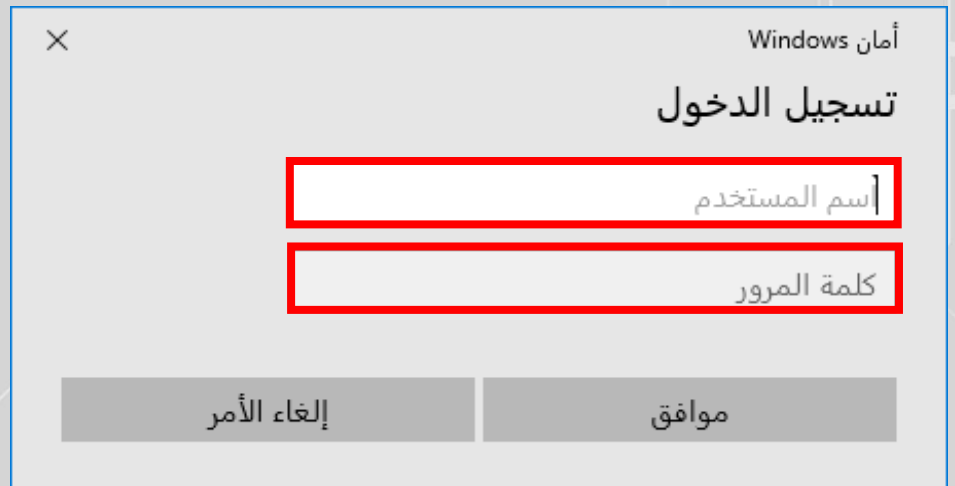 أمان Windows
تسجيل الدخول
اسم المستخدم
كلمة المرور
موافق
إلغاء الأمر